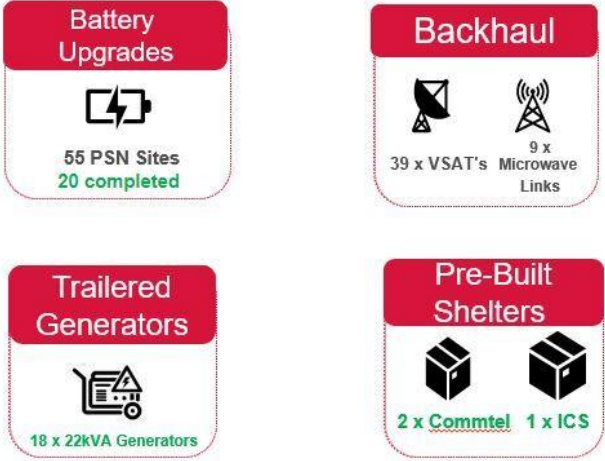 Battery
Upgrades
55 PSN Sites
20 completed
Backhaul
39 x VSAT's
9 x
Microwave
Links
Trailered
Generators
18 x 22kVA Generators
Pre-Built
Shelters
2 x Commtel 1 x ICS